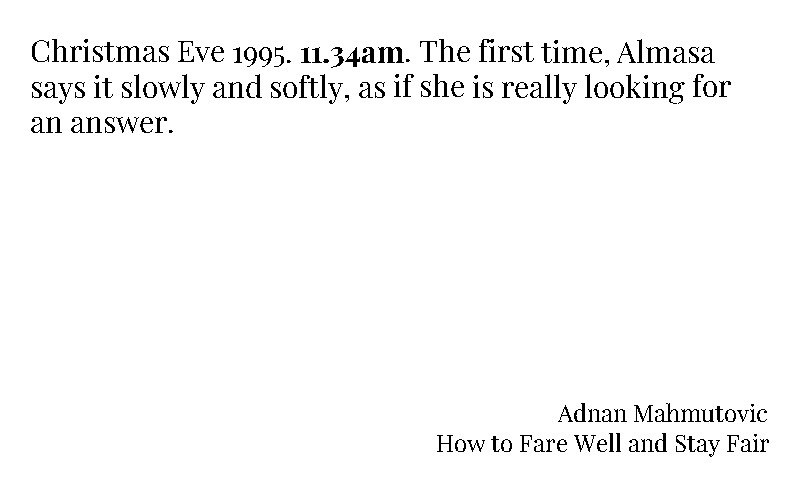 Christmas Eve 1995. 11.34am. The first time, Almasa
says it slowly and softly, as if she is really looking for
an answer.
Adnan Mahmutovic
How to Fare Well and Stay Fair